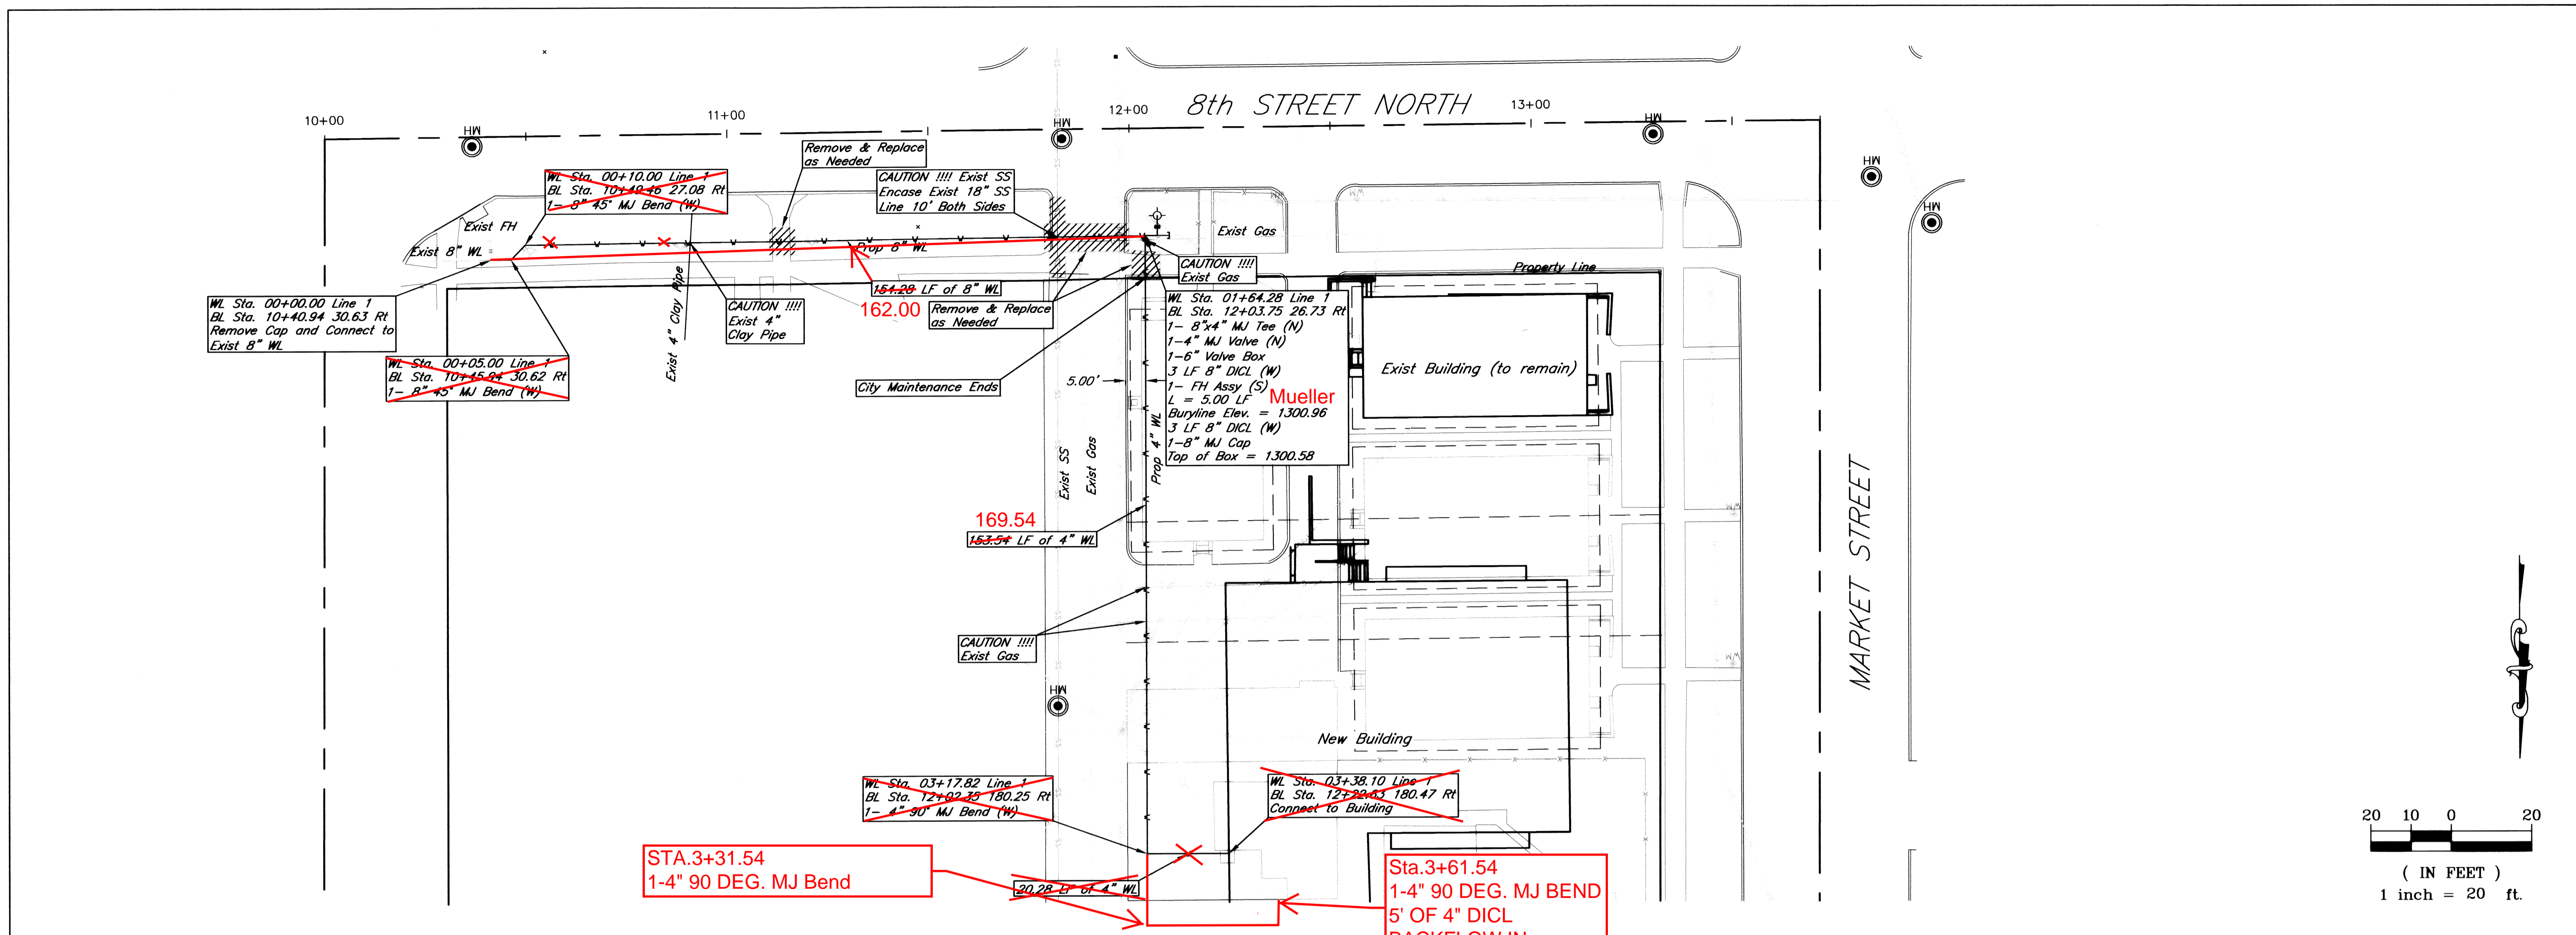 8th STREET NORTH
10+00
11+00
12+00
13+00
MH
MH
MH
MH
MH
Remove & Replace
as Needed
WL Sta. 00+10.00 Line 1
BL Sta. 10+49.46 27.08 Rt
1- 8" 45° MJ Bend (W)
CAUTION !!!! Exist SS
Encase Exist 18" SS
Line 10' Both Sides
Exist FH
Exist 8" WL
Prop 8" WL
Exist Gas
CAUTION !!!!
Exist Gas
Property Line
WL Sta. 00+00.00 Line 1
BL Sta. 10+40.94 30.63 Rt
Remove Cap and Connect to
Exist 8" WL
Exist 4" Clay Pipe
CAUTION !!!!
Exist 4"
Clay Pipe
154.28 LF of 8" WL
162.00
Remove & Replace
as Needed
WL Sta. 01+64.28 Line 1
BL Sta. 12+03.75 26.73 Rt
1- 8"x4" MJ Tee (N)
1-4" MJ Valve (N)
1-6" Valve Box
3 LF 8" DICL (W)
1- FH Assy (S)
L = 5.00 LF
Mueller
Buryline Elev. = 1300.96
3 LF 8" DICL (W)
1-8" MJ Cap
Top of Box = 1300.58
WL Sta. 00+05.00 Line 1
BL Sta. 10+45.94 30.62 Rt
1- 8" 45° MJ Bend (W)
City Maintenance Ends
5.00'
Exist Building (to remain)
Exist SS
Exist Gas
Prop 4" WL
169.54
153.54 LF of 4" WL
MARKET STREET
CAUTION !!!!
Exist Gas
MH
New Building
WL Sta. 03+17.82 Line 1
BL Sta. 12+02.35 180.25 Rt
1- 4" 90° MJ Bend (W)
WL Sta. 03+38.10 Line 1
BL Sta. 12+22.63 180.47 Rt
Connect to Building
STA.3+31.54
1-4" 90 DEG. MJ Bend
20.28 LF of 4" WL
Sta.3+61.54
1-4" 90 DEG. MJ BEND
5' OF 4" DICL
BACKFLOW IN
20 10 0 20
( IN FEET )
1 inch = 20 ft.